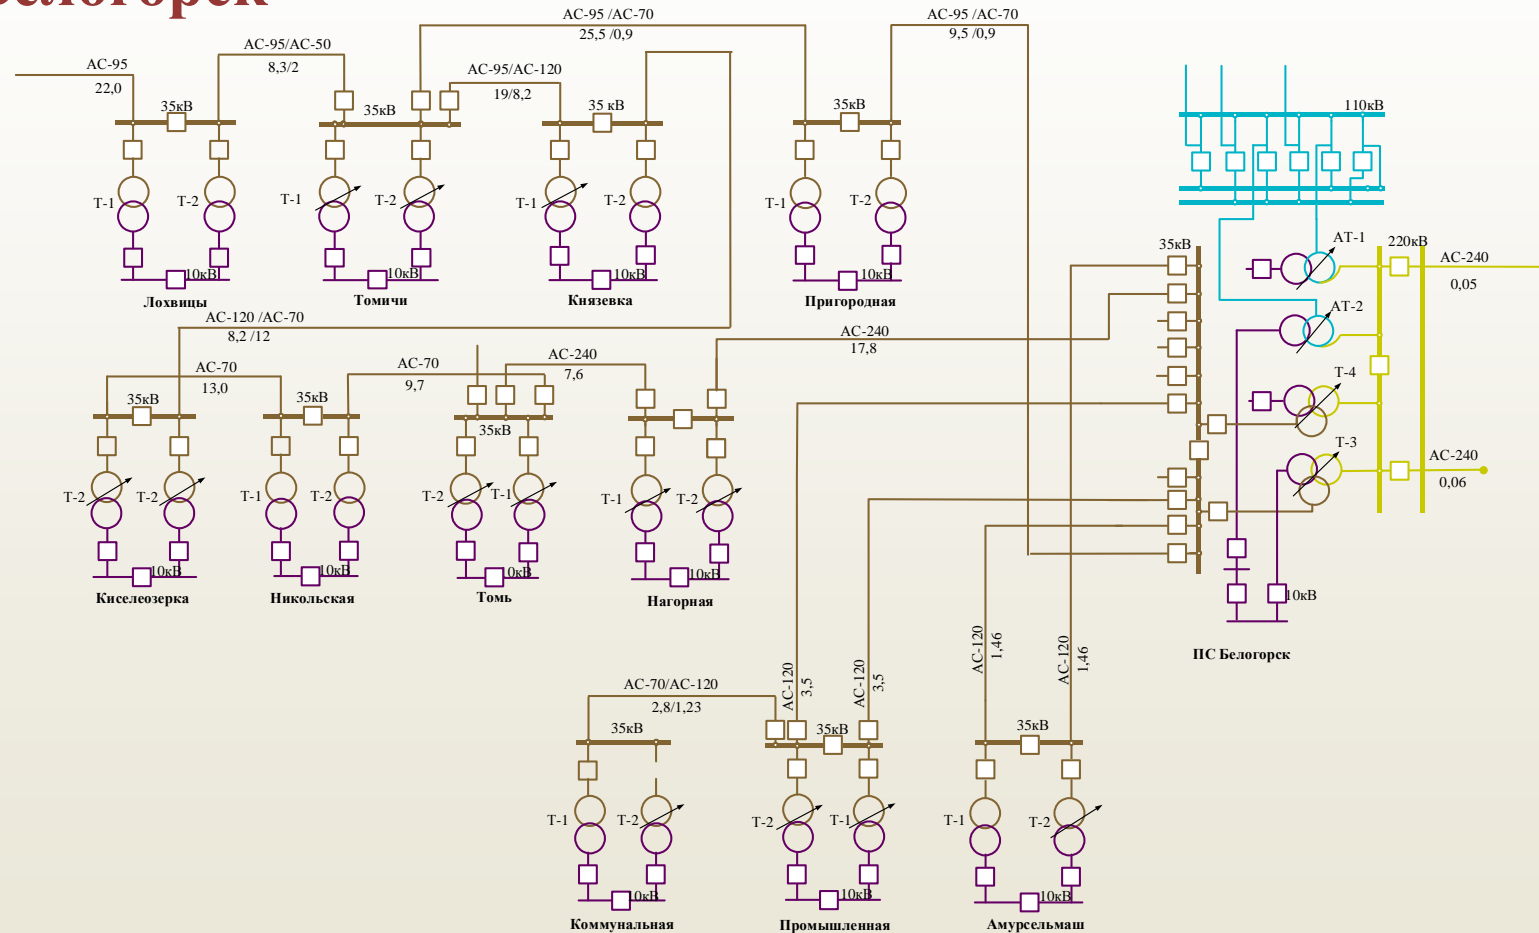 АС-95 /АС-70
25,5 /0,9
АС-95 /АС-70
9,5 /0,9
АС-95/АС-50
8,3/2
АС-95
22,0
АС-95/АС-120
19/8,2
35кВ
35кВ
35 кВ
35кВ
110кВ
Т-1
Т-2
Т-1
Т-2
Т-1
Т-2
Т-1
Т-2
10кВ
10кВ
10кВ
10кВ
Лохвицы
Томичи
Князевка
Пригородная
35кВ
АТ-1
220кВ
АС-240
0,05
АТ-2
АС-120 /АС-70
8,2 /12
АС-240
17,8
АС-70
13,0
АС-70
9,7
АС-240
7,6
Т-4
35кВ
35кВ
35кВ
Т-3
АС-240
0,06
Т-2
Т-2
Т-1
Т-2
Т-2
Т-1
Т-1
Т-2
10кВ
10кВ
10кВ
10кВ
Киселеозерка
Никольская
Томь
Нагорная
10кВ
ПС Белогорск
АС-120
1,46
АС-120
1,46
АС-120
3,5
АС-120
3,5
АС-70/АС-120
2,8/1,23
35кВ
35кВ
35кВ
Т-1
Т-2
Т-2
Т-1
Т-1
Т-2
10кВ
10кВ
10кВ
Коммунальная
Промышленная
Амурсельмаш